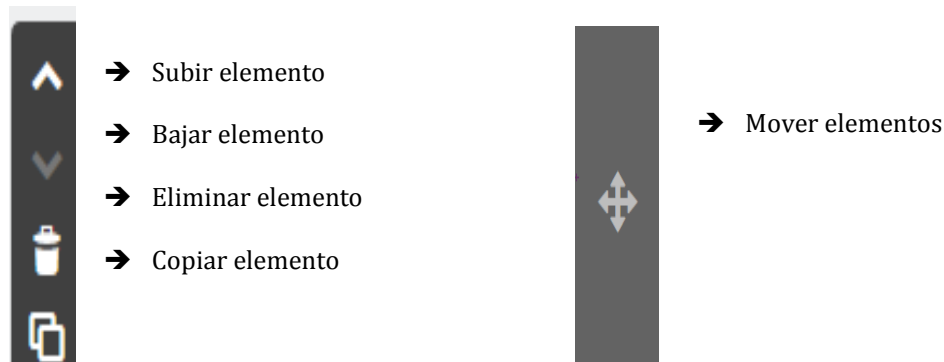 ➔ Subir elemento
➔ Bajar elemento
➔ Eliminar elemento
➔ Copiar elemento
➔ Mover elementos